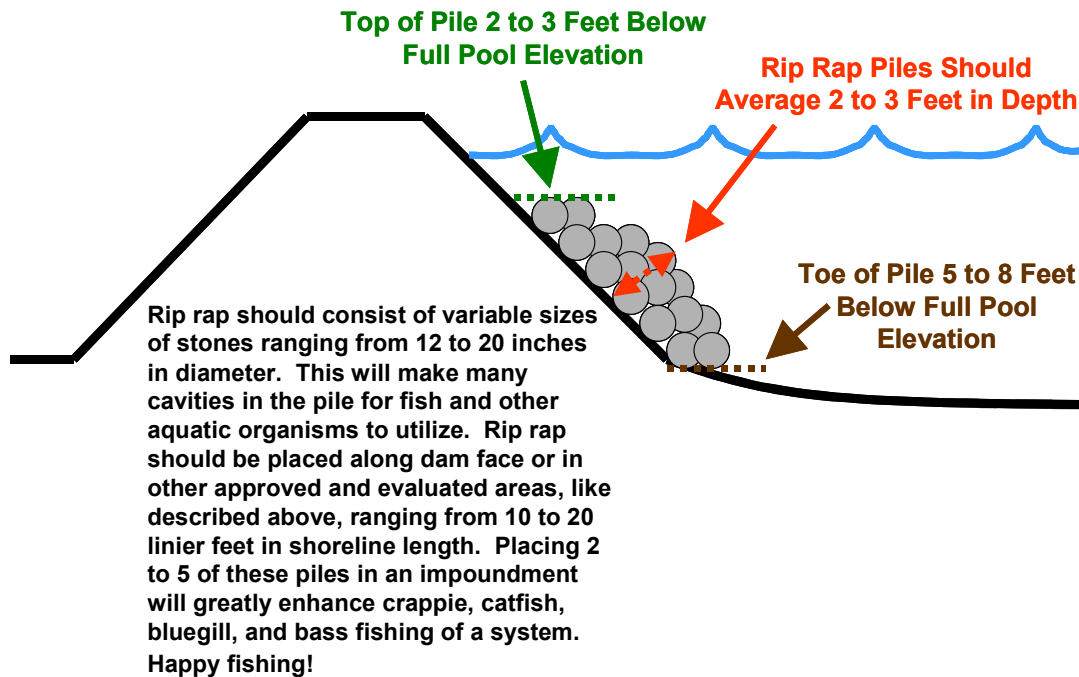 Top of Pile 2 to 3 Feet Below
Full Pool Elevation
Rip Rap Piles Should
Average 2 to 3 Feet in Depth
Toe of Pile 5 to 8 Feet
Below Full Pool
Elevation
Rip rap should consist of variable sizes
of stones ranging from 12 to 20 inches
in diameter.  This will make many
cavities in the pile for fish and other
aquatic organisms to utilize.  Rip rap
should be placed along dam face or in
other approved and evaluated areas, like
described above, ranging from 10 to 20
linier feet in shoreline length.  Placing 2
to 5 of these piles in an impoundment
will greatly enhance crappie, catfish,
bluegill, and bass fishing of a system.
Happy fishing!